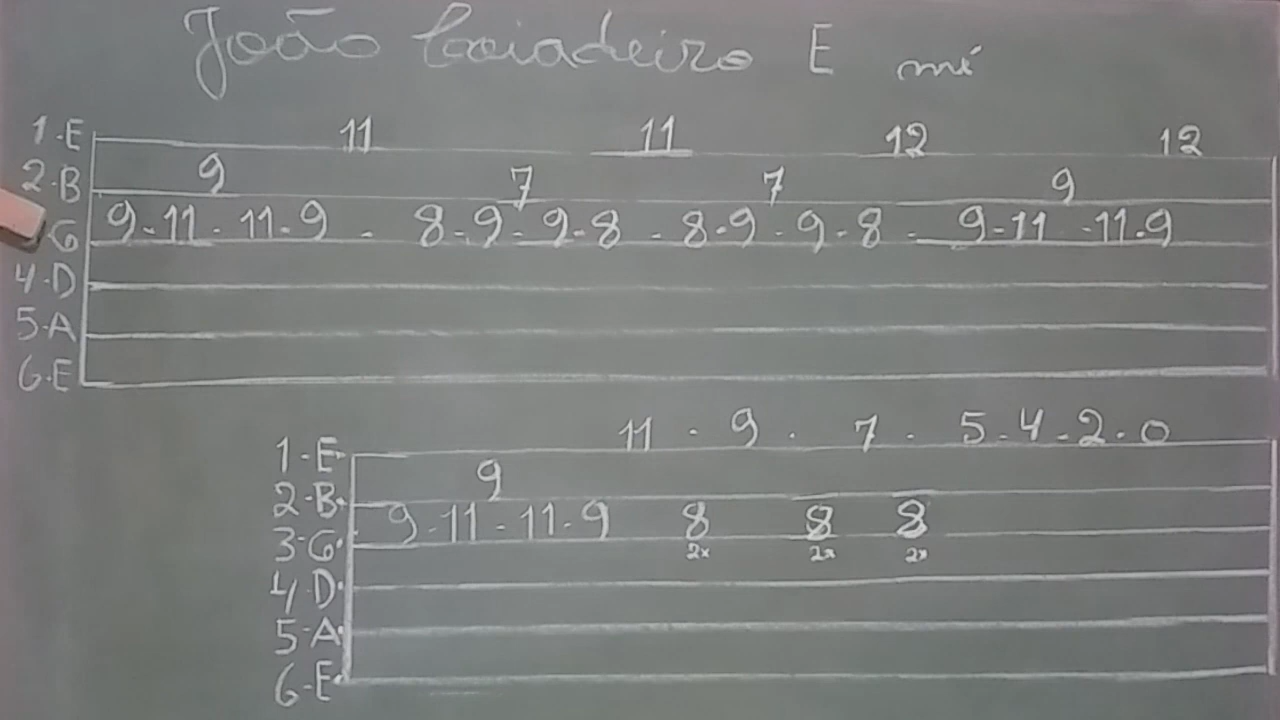 João Boiadeiro E mi
1-E 11 11 12 12
2-B 9 7 7 9
G 9-11-11-9-8-9-9-8-8-9-9-8-9-11-11-9
4-D
5-A
6-E
1-E 11-9-7-5-4-2-0
2-B 9
3-G 9-11-11-9 8 8 8
2x 2x 2x
4-D
5-A
6-E